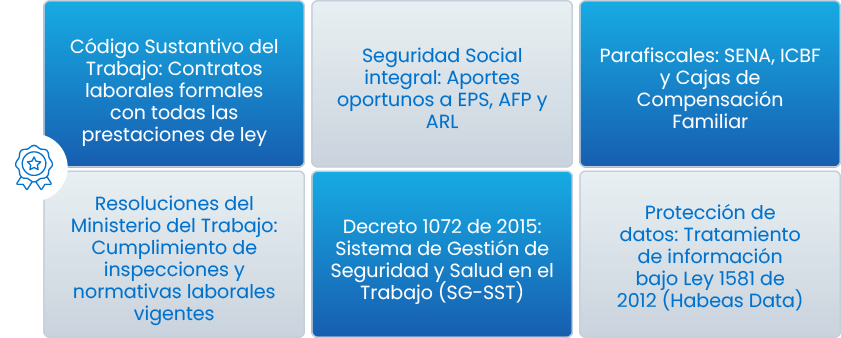 Código Sustantivo del
Trabajo: Contratos
laborales formales
con todas las
prestaciones de ley
Seguridad Social
integral: Aportes
oportunos a EPS, AFP y
ARL
Parafiscales: SENA, ICBF
y Cajas de
Compensación
Familiar
Resoluciones del
Ministerio del Trabajo:
Cumplimiento de
inspecciones y
normativas laborales
vigentes
Decreto 1072 de 2015:
Sistema de Gestión de
Seguridad y Salud en el
Trabajo (SG-SST)
Protección de
datos: Tratamiento
de información
bajo Ley 1581 de
2012 (Habeas Data)